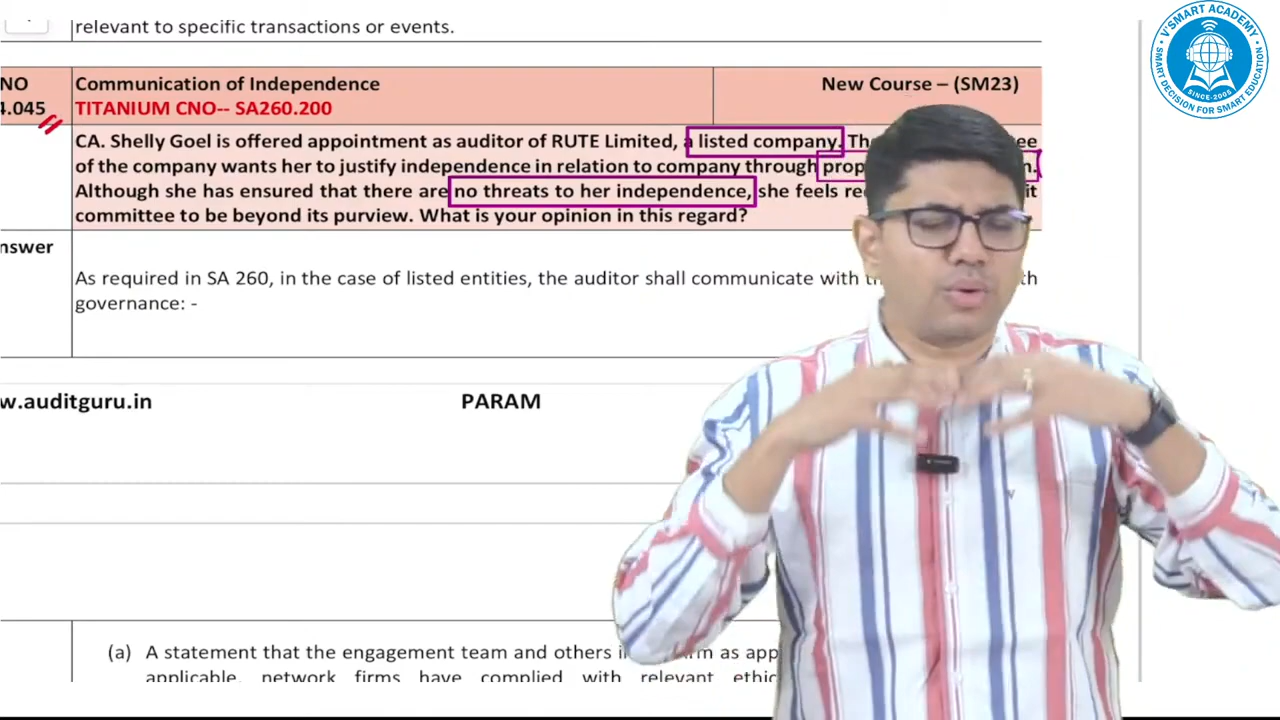 relevant to specific transactions or events.
NO
4.045
Communication of Independence
TITANIUM CNO-- SA260.200
New Course – (SM23)
CA. Shelly Goel is offered appointment as auditor of RUTE Limited, a listed company.
of the company wants her to justify independence in relation to company through
Although she has ensured that there are no threats to her independence, she feels
committee to be beyond its purview. What is your opinion in this regard?
nswer
As required in SA 260, in the case of listed entities, the auditor shall communicate with
governance: -
w.auditguru.in
PARAM
(a) A statement that the engagement team and others
applicable, network firms have complied with relevant
V'SMART ACADEMY
SINCE-2005
SMART DECISION FOR SMART EDUCATION